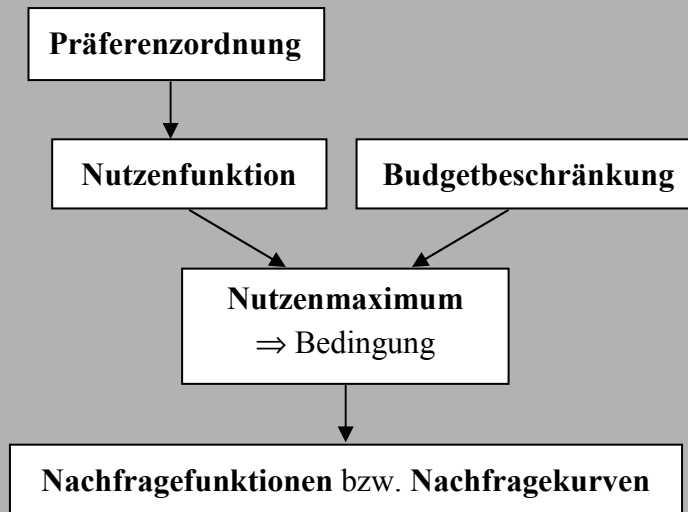 Präferenzordnung
Nutzenfunktion
Budgetbeschränkung
Nutzenmaximum
⇒ Bedingung
Nachfragefunktionen bzw. Nachfragekurven